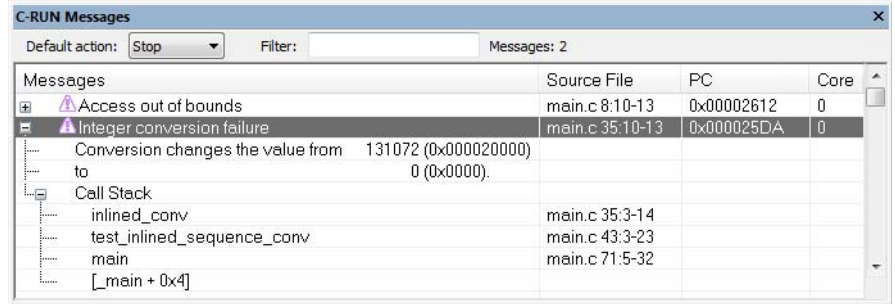 C-RUN Messages
Default action: Stop Filter: Messages: 2
Messages Source File PC Core
Access out of bounds main.c 8:10-13 0x00002612 0
Integer conversion failure main.c 35:10-13 0x000025DA 0
Conversion changes the value from 131072 (0x000020000)
to 0 (0x0000).
Call Stack
inlined_conv main.c 35:3-14
test_inlined_sequence_conv main.c 43:3-23
main main.c 71:5-32
[_main + 0x4]